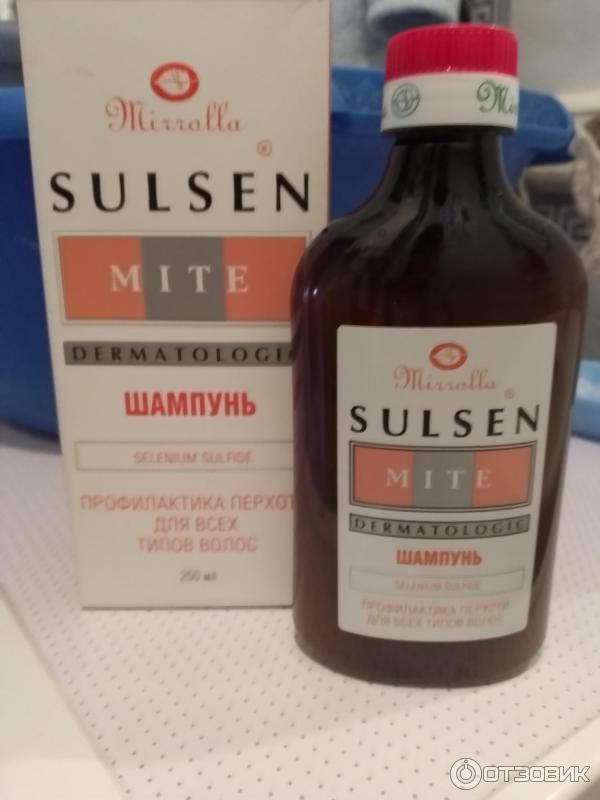 Mirrolla
®
SULSEN
MITE
DERMATOLOGIC
ШАМПУНЬ
SELENIUM SULFIDE
ПРОФИЛАКТИКА ПЕРХОТИ
ДЛЯ ВСЕХ
ТИПОВ ВОЛОС
250 мл
Mirrolla
®
SULSEN
MITE
DERMATOLOGIC
ШАМПУНЬ
SELENIUM SULFIDE
ПРОФИЛАКТИКА ПЕРХОТИ
ДЛЯ ВСЕХ ТИПОВ ВОЛОС
ОТЗОВИК